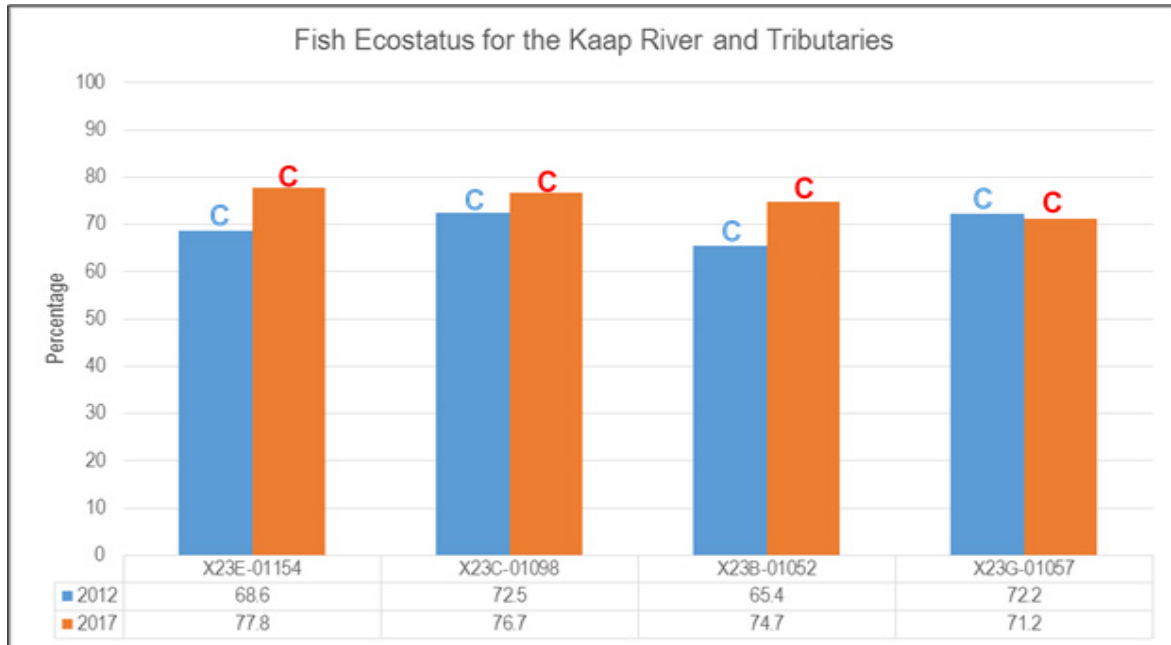 Fish Ecostatus for the Kaap River and Tributaries
100
90
80
70
60
50
40
30
20
10
0
Percentage
C C C C C C C C
X23E-01154 X23C-01098 X23B-01052 X23G-01057
2012 68.6 72.5 65.4 72.2
2017 77.8 76.7 74.7 71.2